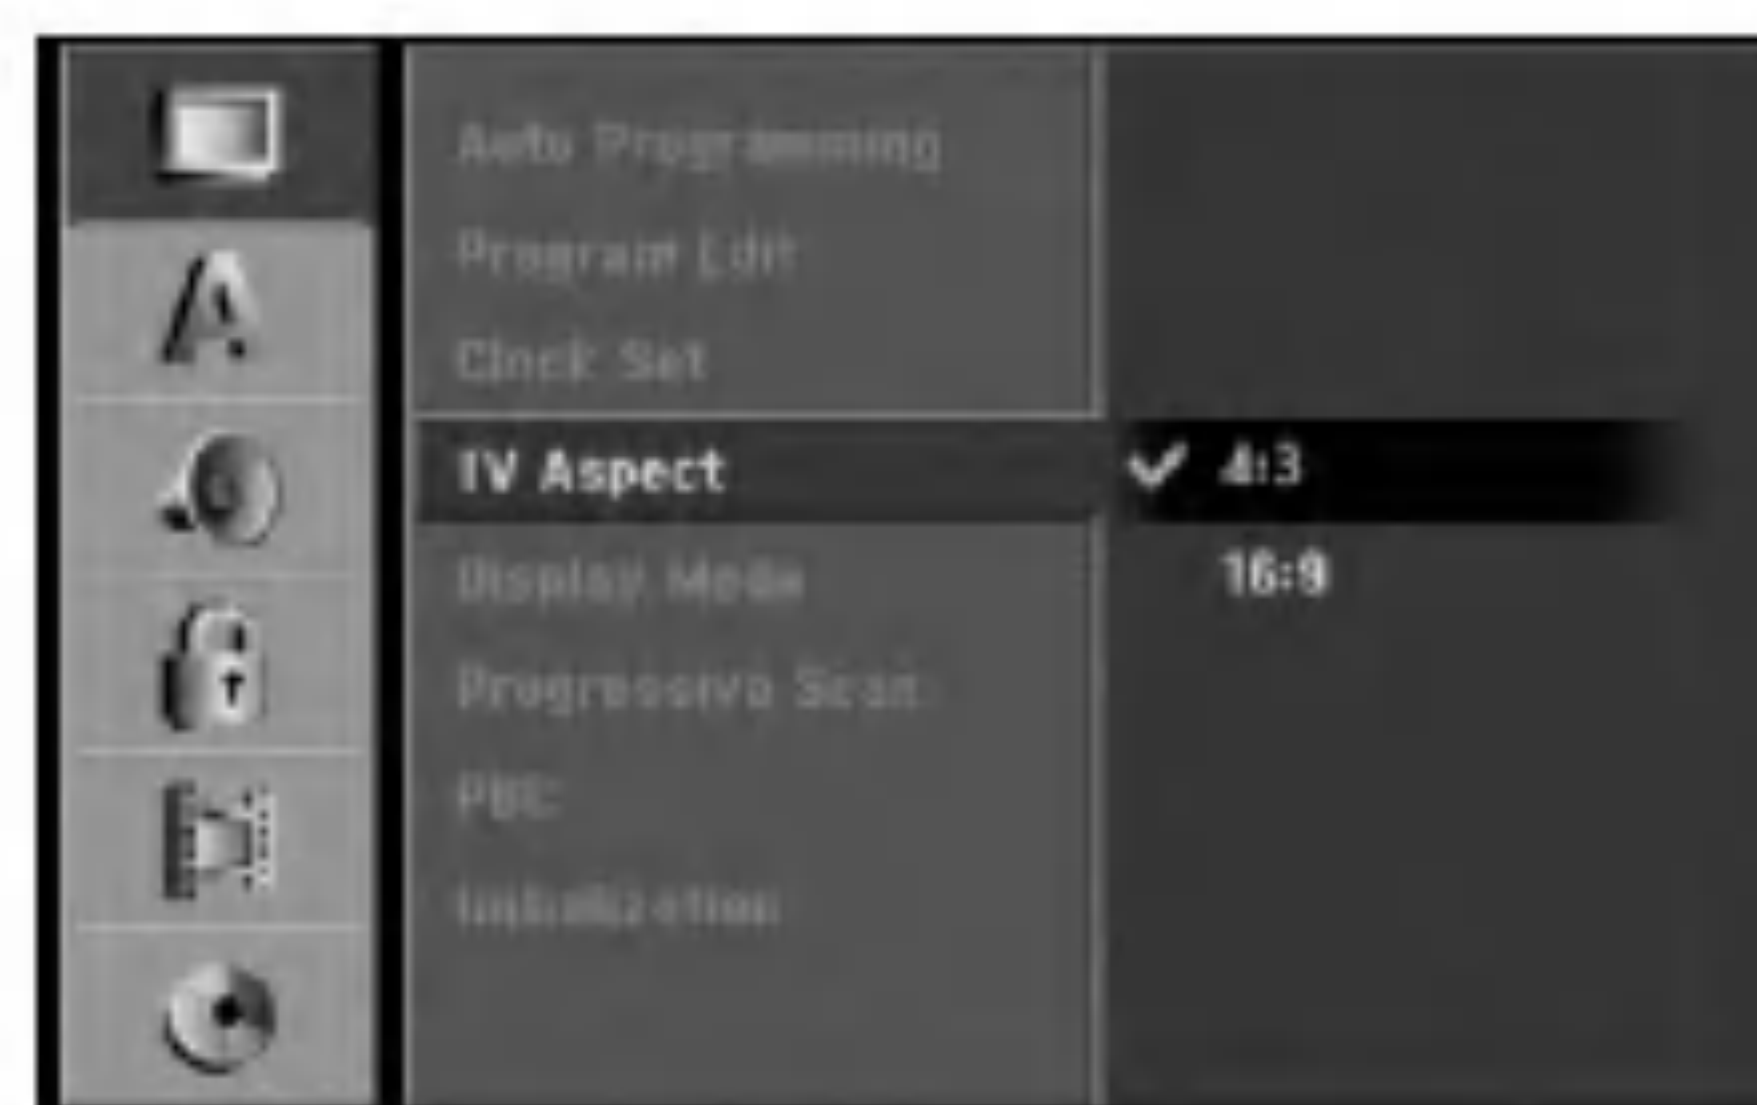 Auto Programming
Program Edit
Clock Set
TV Aspect
4:3
16:9
Display Mode
Progressive Scan
PBC
Initialization